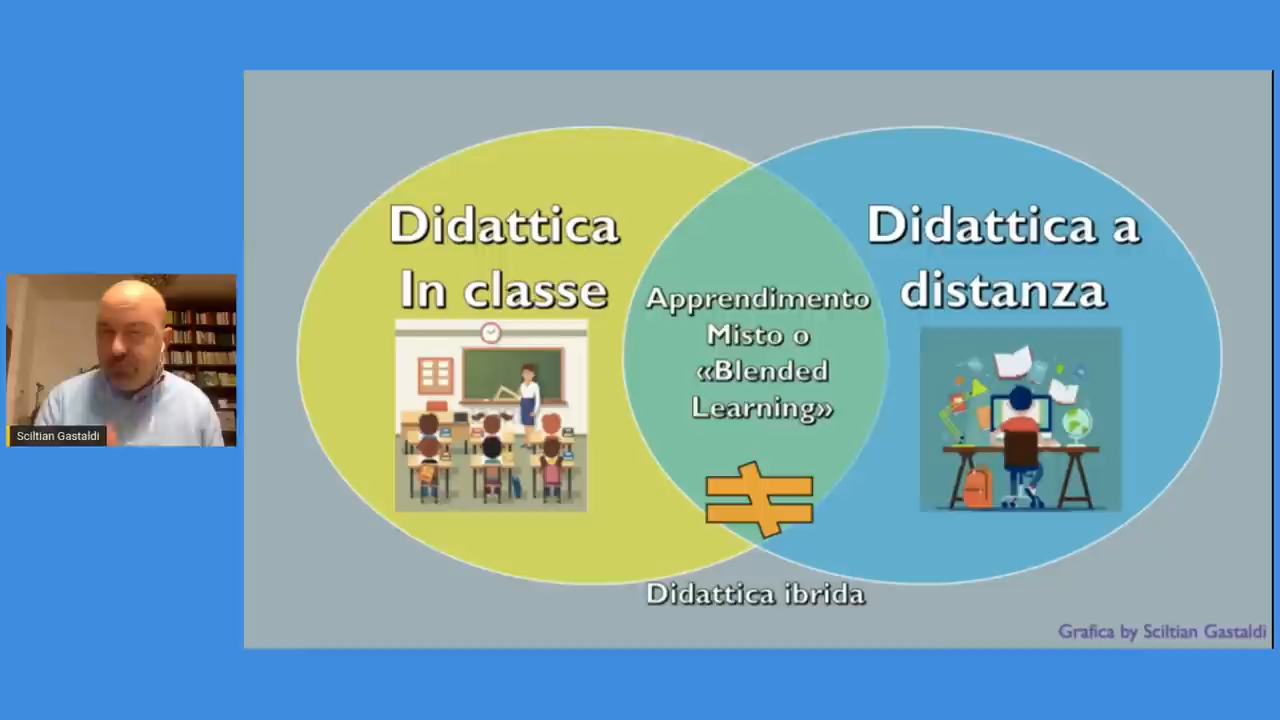 Didattica
In classe
Apprendimento
Misto o
«Blended
Learning»
Didattica a
distanza
Didattica ibrida
Grafica by Sciltian Gastaldi
Sciltian Gastaldi